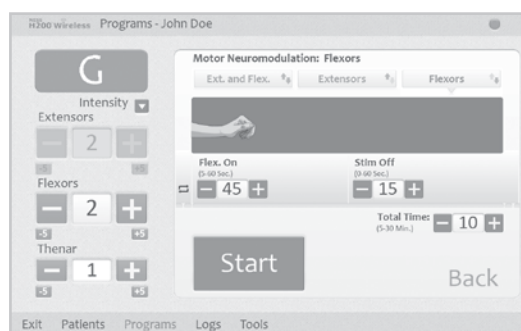 H200 Wireless Programs - John Doe
G
Intensity
Extensors
2
-5 +5
Flexors
2
-5 +5
Thenar
1
-5 +5
Motor Neuromodulation: Flexors
Ext. and Flex. Extensors Flexors
Flex. On Stim Off
(5-60 Sec.) (0-60 Sec.)
45 15
Total Time:
(5-30 Min.)
10
Start
Back
Exit Patients Programs Logs Tools